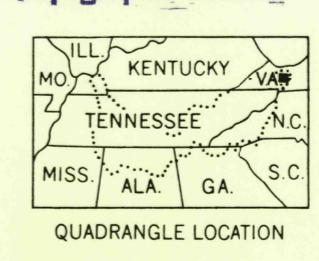 ILL.
MO. KENTUCKY VA.
TENNESSEE N.C.
MISS. ALA. GA. S.C.
QUADRANGLE LOCATION